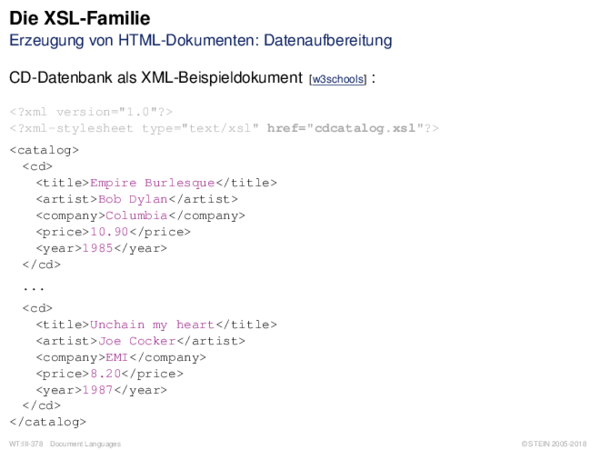 Die XSL-Familie
Erzeugung von HTML-Dokumenten: Datenaufbereitung
CD-Datenbank als XML-Beispieldokument [w3schools] :
<?xml version="1.0"?>
<?xml-stylesheet type="text/xsl" href="cdcatalog.xsl"?>
<catalog>
  <cd>
    <title>Empire Burlesque</title>
    <artist>Bob Dylan</artist>
    <company>Columbia</company>
    <price>10.90</price>
    <year>1985</year>
  </cd>
  ...
  <cd>
    <title>Unchain my heart</title>
    <artist>Joe Cocker</artist>
    <company>EMI</company>
    <price>8.20</price>
    <year>1987</year>
  </cd>
</catalog>
WT:III-378 Document Languages
© STEIN 2005-2018